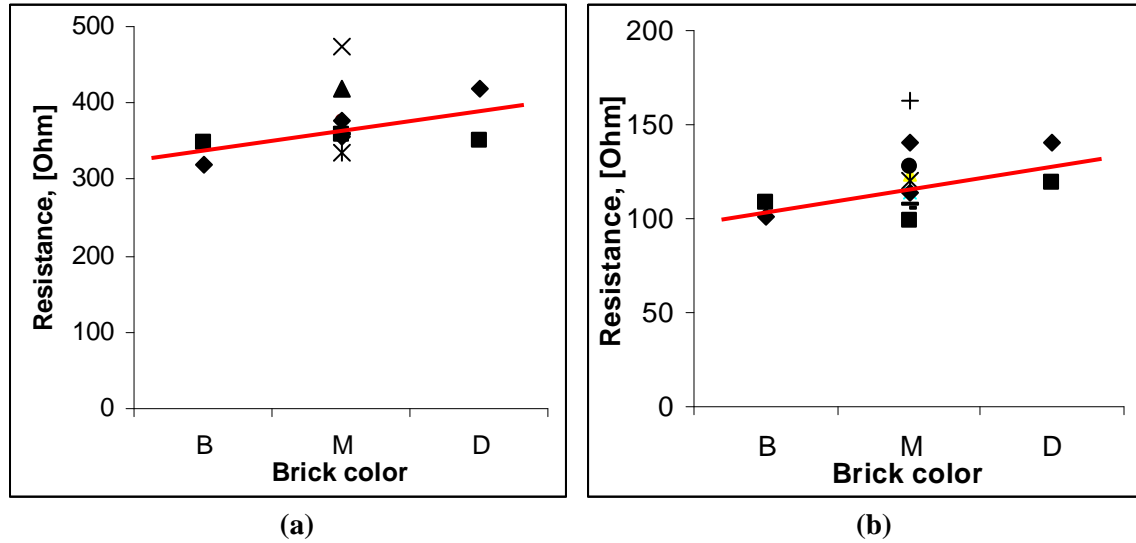 500
400
300
200
100
0
Resistance, [Ohm]
B M D
Brick color
(a)
200
150
100
50
0
Resistance, [Ohm]
B M D
Brick color
(b)